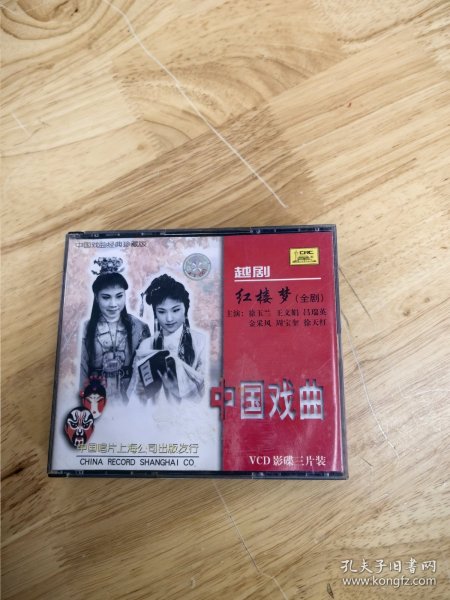 中国戏曲经典珍藏版
CRC
越剧
红楼梦(全剧)
主演：徐玉兰 王文娟 吕瑞英
金采风 周宝奎 徐天红
中国戏曲
中国唱片上海公司出版发行
CHINA RECORD SHANGHAI CO
VCD影碟三片装
孔夫子旧书网
www.kongfz.com